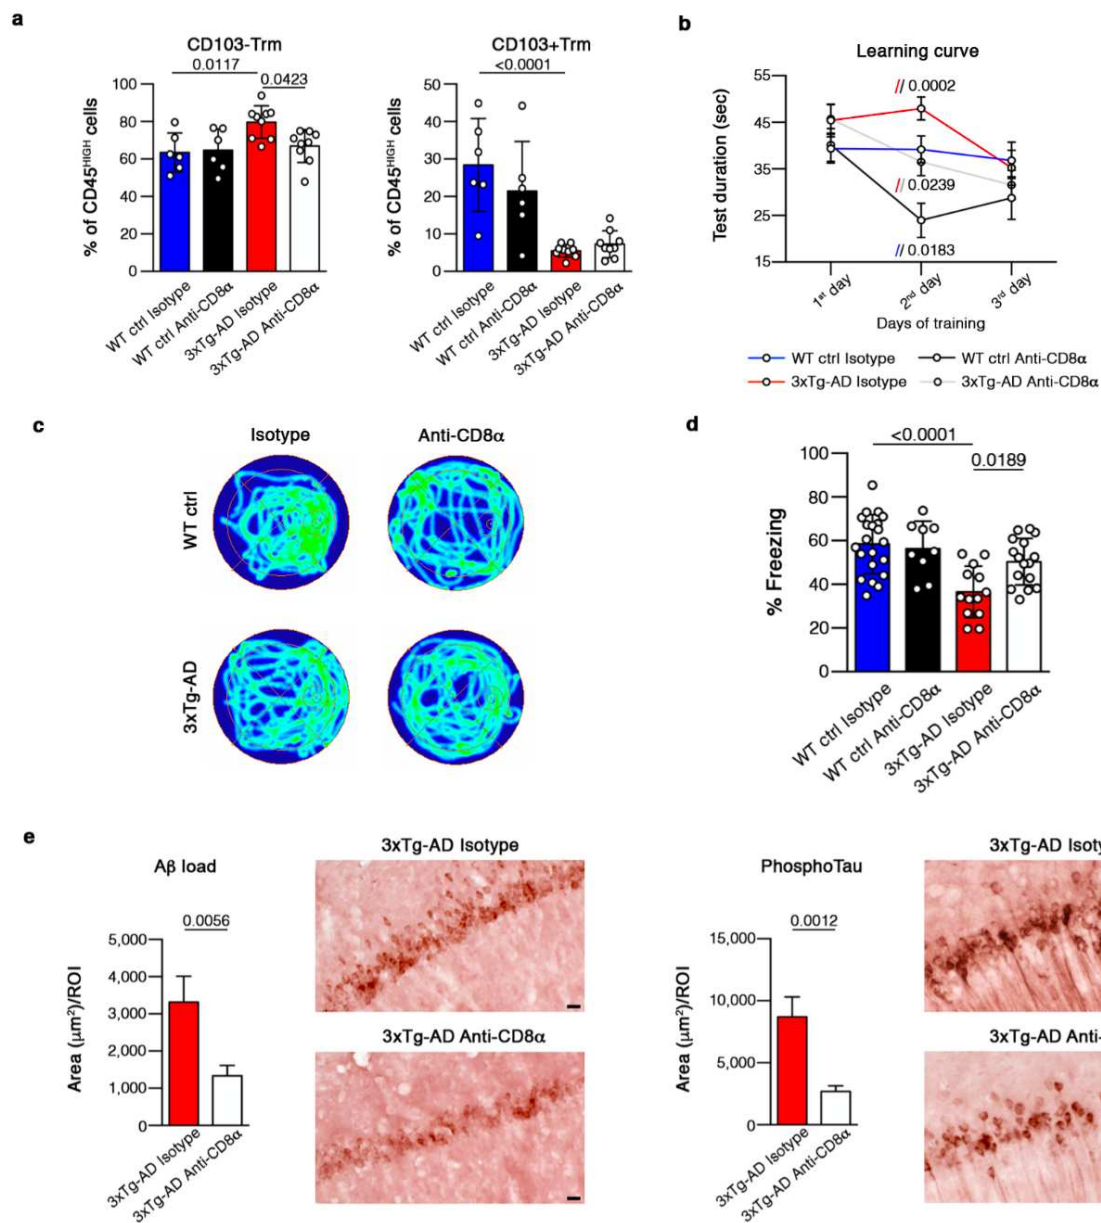 a
CD103-Trm
0.0117
0.0423
% of CD45HIGH cells
100
80
60
40
20
0
WT ctrl Isotype
WT ctrl Anti-CD8α
3xTg-AD Isotype
3xTg-AD Anti-CD8α
CD103+Trm
<0.0001
% of CD45HIGH cells
50
40
30
20
10
0
WT ctrl Isotype
WT ctrl Anti-CD8α
3xTg-AD Isotype
3xTg-AD Anti-CD8α
b
Learning curve
Test duration (sec)
55
45
35
25
15
// 0.0002
// 0.0239
// 0.0183
1st day
2nd day
3rd day
Days of training
WT ctrl Isotype
WT ctrl Anti-CD8α
3xTg-AD Isotype
3xTg-AD Anti-CD8α
c
Isotype
Anti-CD8α
WT ctrl
3xTg-AD
d
<0.0001
0.0189
% Freezing
100
80
60
40
20
0
WT ctrl Isotype
WT ctrl Anti-CD8α
3xTg-AD Isotype
3xTg-AD Anti-CD8α
e
Aβ load
0.0056
Area (μm2)/ROI
5,000
4,000
3,000
2,000
1,000
0
3xTg-AD Isotype
3xTg-AD Anti-CD8α
3xTg-AD Isotype
3xTg-AD Anti-CD8α
PhosphoTau
0.0012
Area (μm2)/ROI
15,000
10,000
5,000
0
3xTg-AD Isotype
3xTg-AD Anti-CD8α
3xTg-AD Isoty
3xTg-AD Anti-